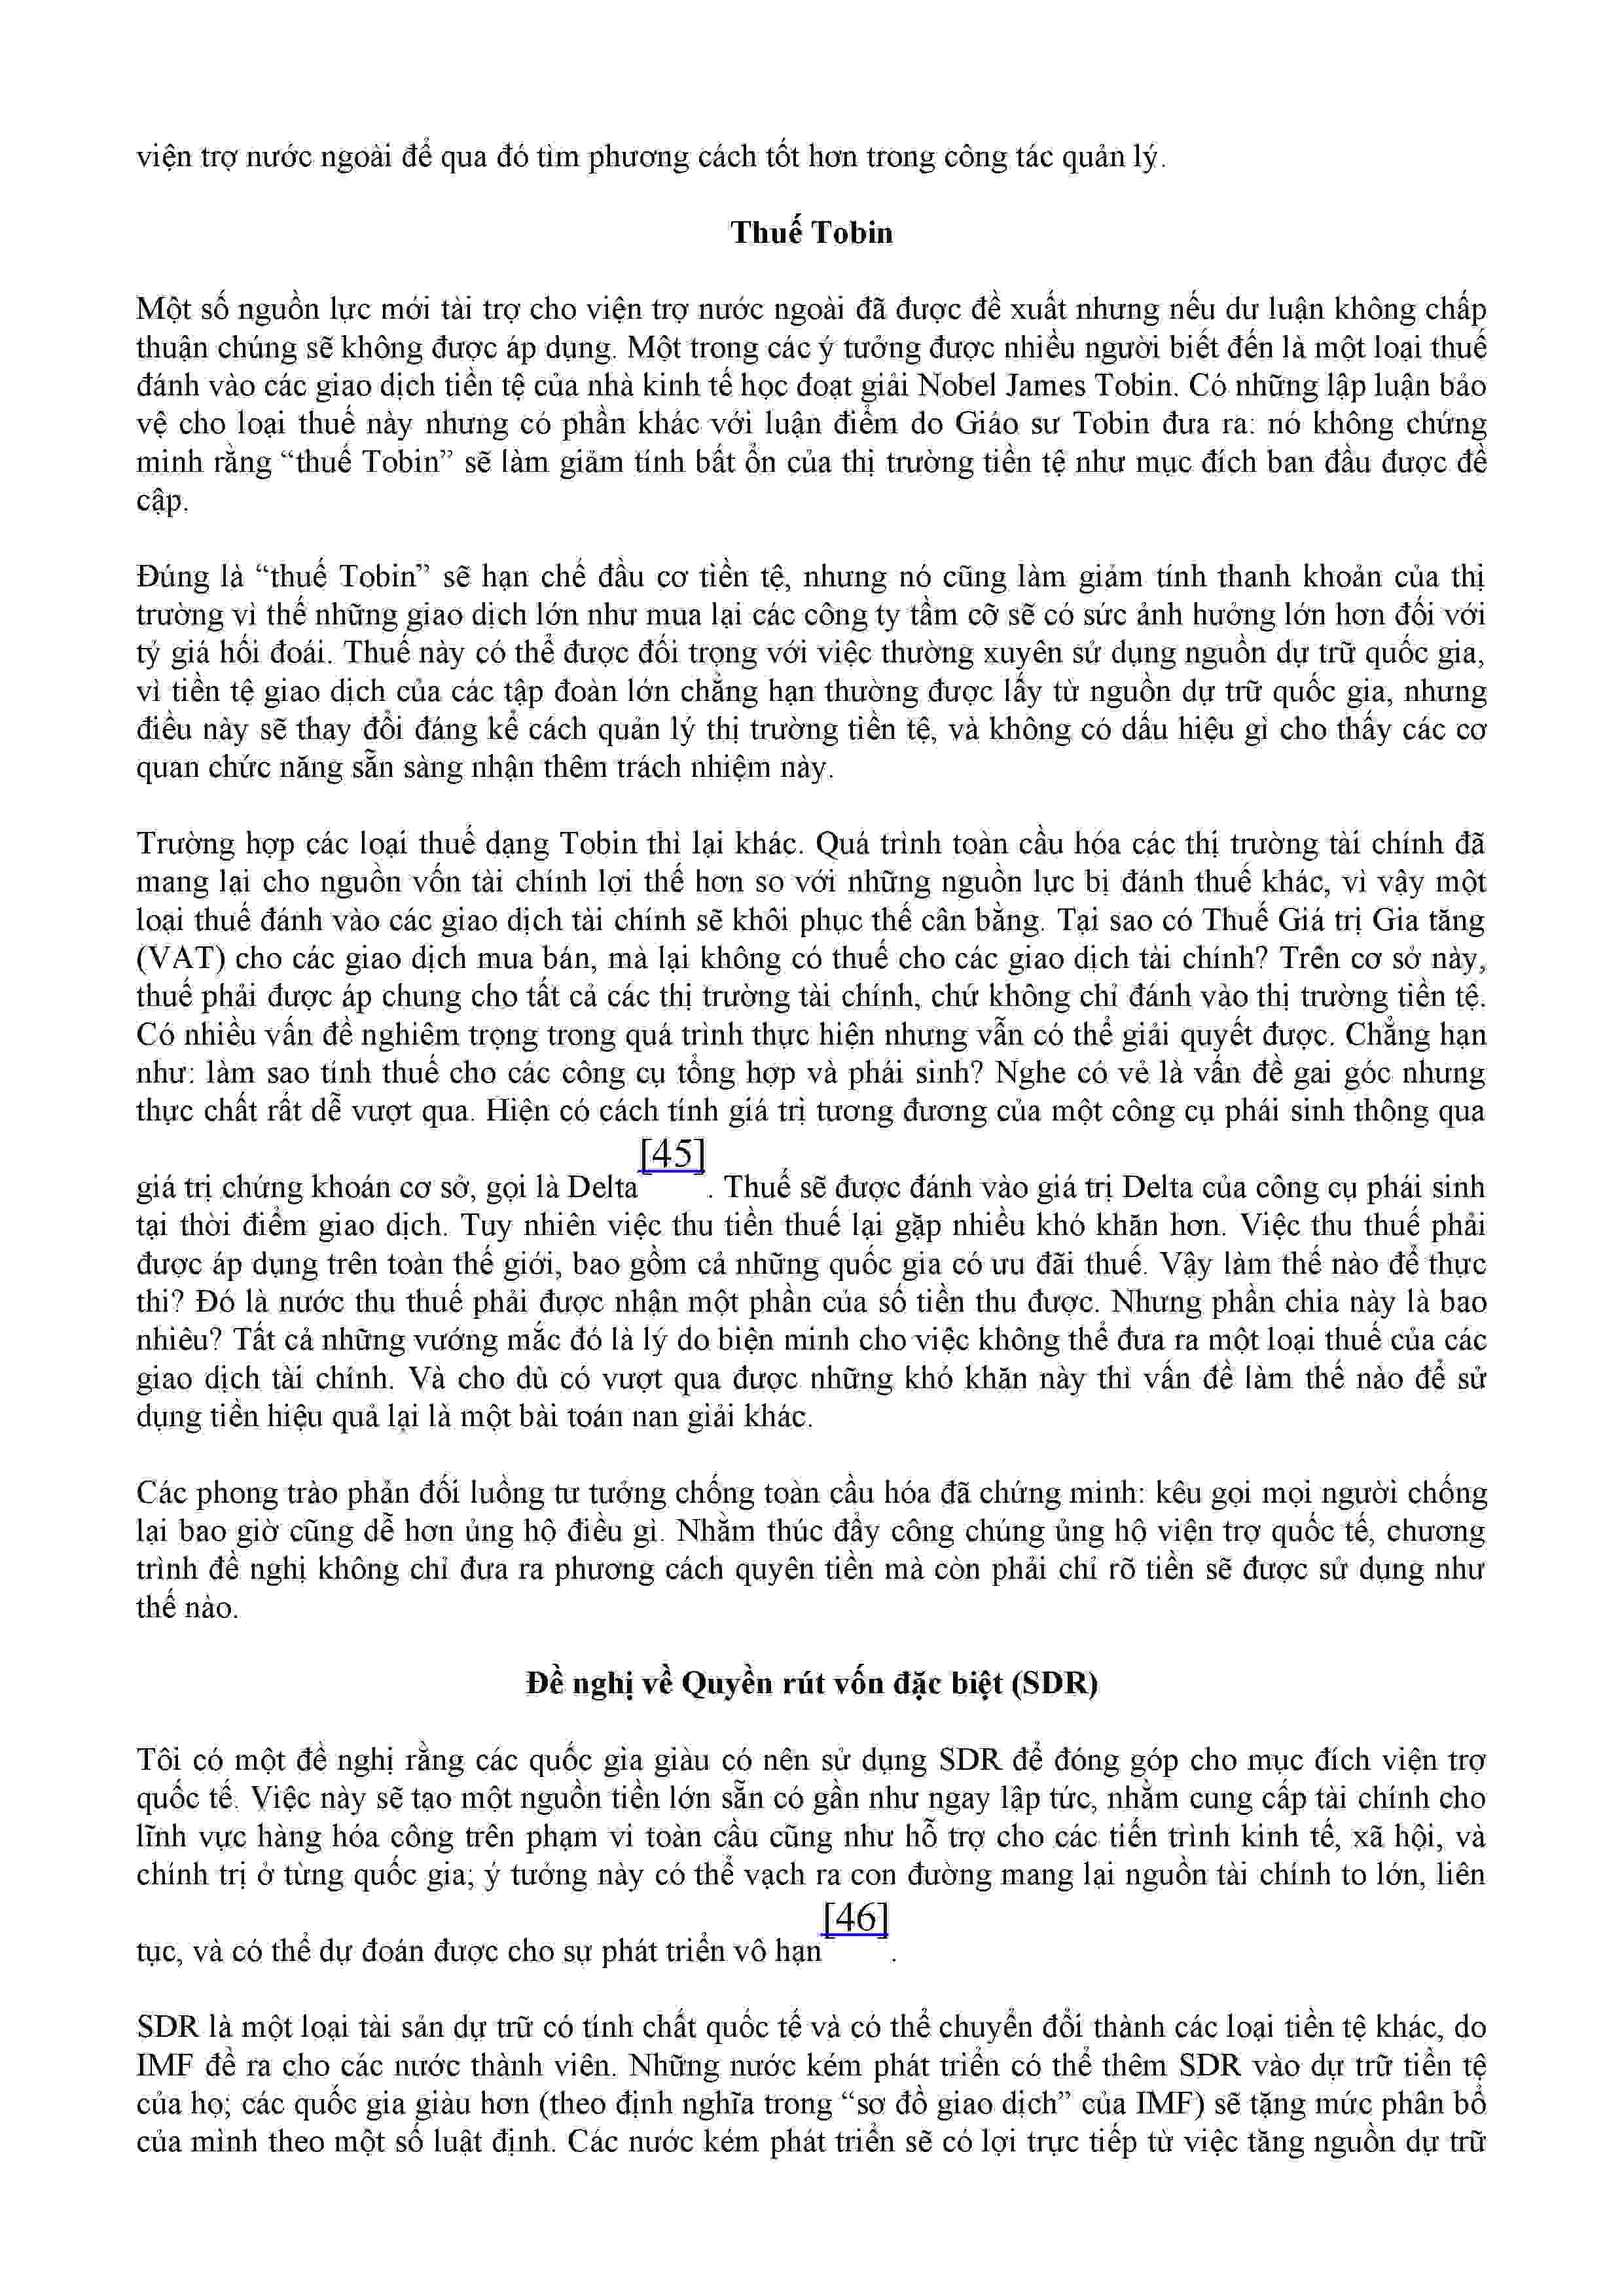 viện trợ nước ngoài để qua đó tìm phương cách tốt hơn trong công tác quản lý.
Thuế Tobin
Một số nguồn lực mới tài trợ cho viện trợ nước ngoài đã được đề xuất nhưng nếu dư luận không chấp
thuận chúng sẽ không được áp dụng. Một trong các ý tưởng được nhiều người biết đến là một loại thuế
đánh vào các giao dịch tiền tệ của nhà kinh tế học đoạt giải Nobel James Tobin. Có những lập luận bảo
vệ cho loại thuế này nhưng có phần khác với luận điểm do Giáo sư Tobin đưa ra: nó không chứng
minh rằng “thuế Tobin” sẽ làm giảm tính bất ổn của thị trường tiền tệ như mục đích ban đầu được đề
cập.
Đúng là “thuế Tobin” sẽ hạn chế đầu cơ tiền tệ, nhưng nó cũng làm giảm tính thanh khoản của thị
trường vì thế những giao dịch lớn như mua lại các công ty tầm cỡ sẽ có sức ảnh hưởng lớn hơn đối với
tỷ giá hối đoái. Thuế này có thể được đối trọng với việc thường xuyên sử dụng nguồn dự trữ quốc gia,
vì tiền tệ giao dịch của các tập đoàn lớn chẳng hạn thường được lấy từ nguồn dự trữ quốc gia, nhưng
điều này sẽ thay đổi đáng kể cách quản lý thị trường tiền tệ, và không có dấu hiệu gì cho thấy các cơ
quan chức năng sẵn sàng nhận thêm trách nhiệm này.
Trường hợp các loại thuế dạng Tobin thì lại khác. Quá trình toàn cầu hóa các thị trường tài chính đã
mang lại cho nguồn vốn tài chính lợi thế hơn so với những nguồn lực bị đánh thuế khác, vì vậy một
loại thuế đánh vào các giao dịch tài chính sẽ khôi phục thế cân bằng. Tại sao có Thuế Giá trị Gia tăng
(VAT) cho các giao dịch mua bán, mà lại không có thuế cho các giao dịch tài chính? Trên cơ sở này,
thuế phải được áp chung cho tất cả các thị trường tài chính, chứ không chỉ đánh vào thị trường tiền tệ.
Có nhiều vấn đề nghiêm trọng trong quá trình thực hiện nhưng vẫn có thể giải quyết được. Chẳng hạn
như: làm sao tính thuế cho các công cụ tổng hợp và phái sinh? Nghe có vẻ là vấn đề gai góc nhưng
thực chất rất dễ vượt qua. Hiện có cách tính giá trị tương đương của một công cụ phái sinh thông qua
giá trị chứng khoán cơ sở, gọi là Delta[45]. Thuế sẽ được đánh vào giá trị Delta của công cụ phái sinh
tại thời điểm giao dịch. Tuy nhiên việc thu tiền thuế lại gặp nhiều khó khăn hơn. Việc thu thuế phải
được áp dụng trên toàn thế giới, bao gồm cả những quốc gia có ưu đãi thuế. Vậy làm thế nào để thực
thi? Đó là nước thu thuế phải được nhận một phần của số tiền thu được. Nhưng phần chia này là bao
nhiêu? Tất cả những vướng mắc đó là lý do biện minh cho việc không thể đưa ra một loại thuế của các
giao dịch tài chính. Và cho dù có vượt qua được những khó khăn này thì vấn đề làm thế nào để sử
dụng tiền hiệu quả lại là một bài toán nan giải khác.
Các phong trào phản đối luồng tư tưởng chống toàn cầu hóa đã chứng minh: kêu gọi mọi người chống
lại bao giờ cũng dễ hơn ủng hộ điều gì. Nhằm thúc đẩy công chúng ủng hộ viện trợ quốc tế, chương
trình đề nghị không chỉ đưa ra phương cách quyên tiền mà còn phải chỉ rõ tiền sẽ được sử dụng như
thế nào.
Đề nghị về Quyền rút vốn đặc biệt (SDR)
Tôi có một đề nghị rằng các quốc gia giàu có nên sử dụng SDR để đóng góp cho mục đích viện trợ
quốc tế. Việc này sẽ tạo một nguồn tiền lớn sẵn có gần như ngay lập tức, nhằm cung cấp tài chính cho
lĩnh vực hàng hóa công trên phạm vi toàn cầu cũng như hỗ trợ cho các tiến trình kinh tế, xã hội, và
chính trị ở từng quốc gia; ý tưởng này có thể vạch ra con đường mang lại nguồn tài chính to lớn, liên
tục, và có thể dự đoán được cho sự phát triển vô hạn[46].
SDR là một loại tài sản dự trữ có tính chất quốc tế và có thể chuyển đổi thành các loại tiền tệ khác, do
IMF đề ra cho các nước thành viên. Những nước kém phát triển có thể thêm SDR vào dự trữ tiền tệ
của họ; các quốc gia giàu hơn (theo định nghĩa trong “sơ đồ giao dịch” của IMF) sẽ tặng mức phân bổ
của mình theo một số luật định. Các nước kém phát triển sẽ có lợi trực tiếp từ việc tăng nguồn dự trữ